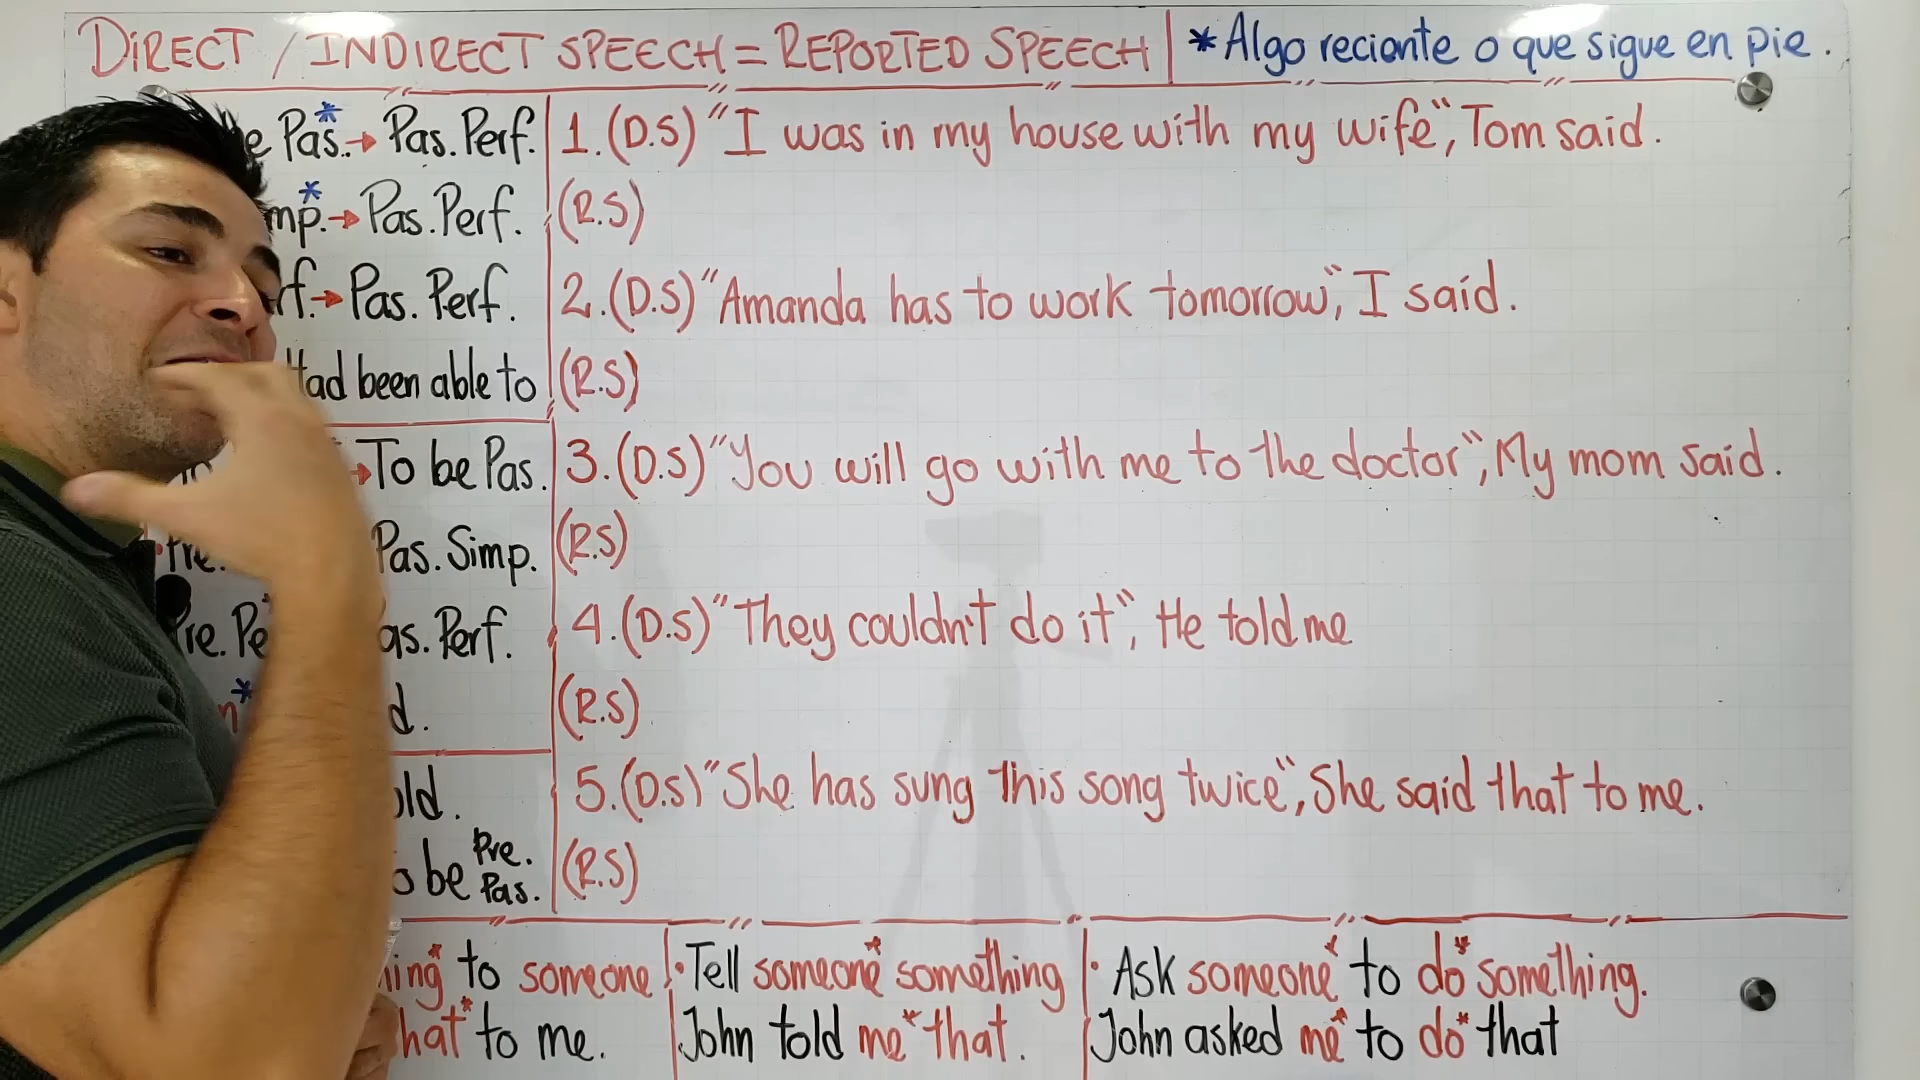 DIRECT / INDIRECT SPEECH = REPORTED SPEECH | * Algo reciente o que sigue en pie.
Pas.* → Pas. Perf.
→ Pas. Perf.
→ Pas. Perf.
Had been able to
→ To be Pas.
Pas. Simp.
Pre. Pe
Perf.
be Pre.
Pas.
1. (D.S) "I was in my house with my wife", Tom said.
(R.S)
2. (D.S) "Amanda has to work tomorrow", I said.
(R.S)
3. (D.S) "You will go with me to the doctor", My mom said.
(R.S)
4. (D.S) "They couldn't do it", He told me
(R.S)
5. (D.S) "She has sung this song twice", She said that to me.
(R.S)
to someone
to me.
· Tell someone* something
John told me* that.
· Ask someone* to do* something.
John asked me* to do* that